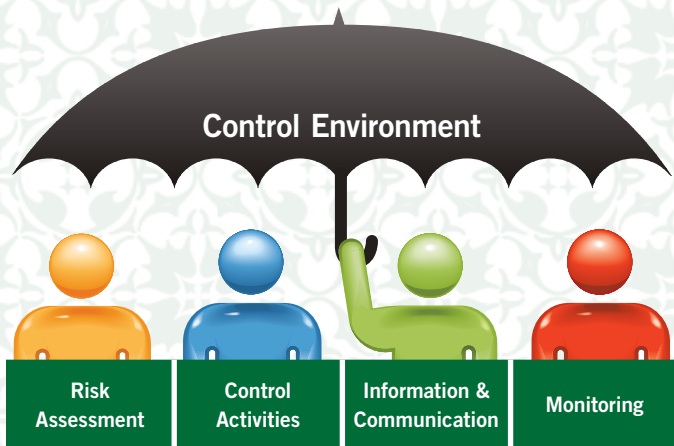 Control Environment
Risk
Assessment
Control
Activities
Information &
Communication
Monitoring